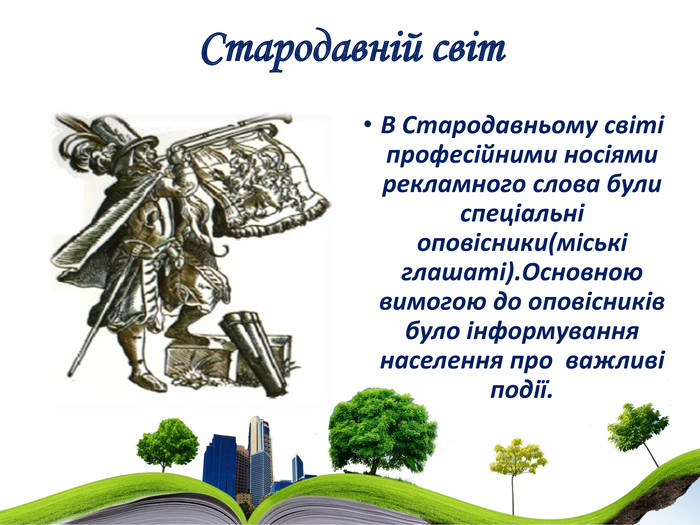 Стародавній світ
• В Стародавньому світі
професійними носіями
рекламного слова були
спеціальні
оповісники(міські
глашаті).Основною
вимогою до оповісників
було інформування
населення про  важливі
події.